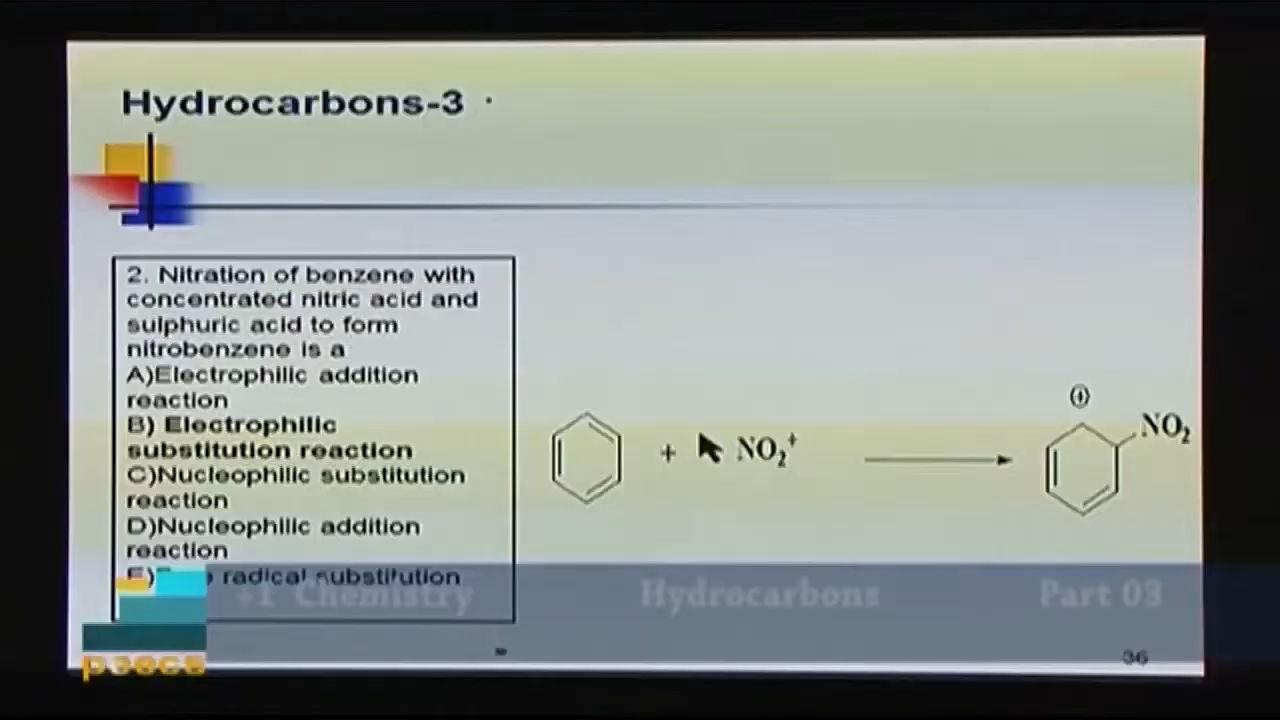 Hydrocarbons-3
2. Nitration of benzene with
concentrated nitric acid and
sulphuric acid to form
nitrobenzene is a
A)Electrophilic addition
reaction
B) Electrophilic
substitution reaction
C)Nucleophilic substitution
reaction
D)Nucleophilic addition
reaction
radical substitution
+ NO₂⁺
⊕
NO₂
+1 Chemistry Hydrocarbons Part 03
36